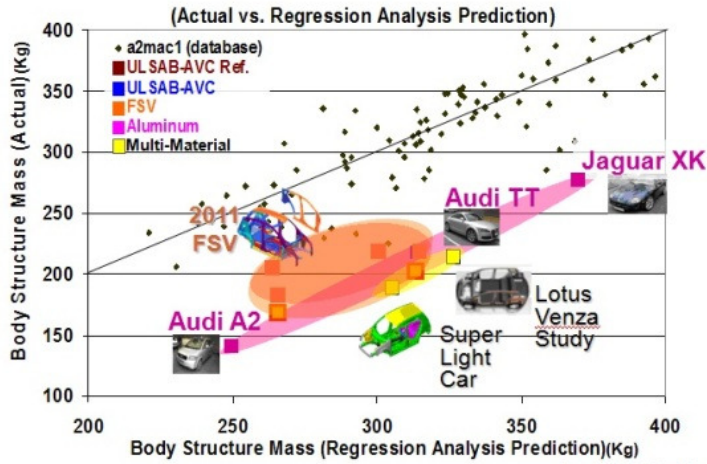 (Actual vs. Regression Analysis Prediction)
Body Structure Mass (Actual) (Kg)
400
350
300
250
200
150
100
a2mac1 (database)
ULSAB-AVC Ref.
ULSAB-AVC
FSV
Aluminum
Multi-Material
Jaguar XK
Audi TT
2011
FSV
Audi A2
Super
Light
Car
Lotus
Venza
Study
200
250
300
350
400
Body Structure Mass (Regression Analysis Prediction)(Kg)